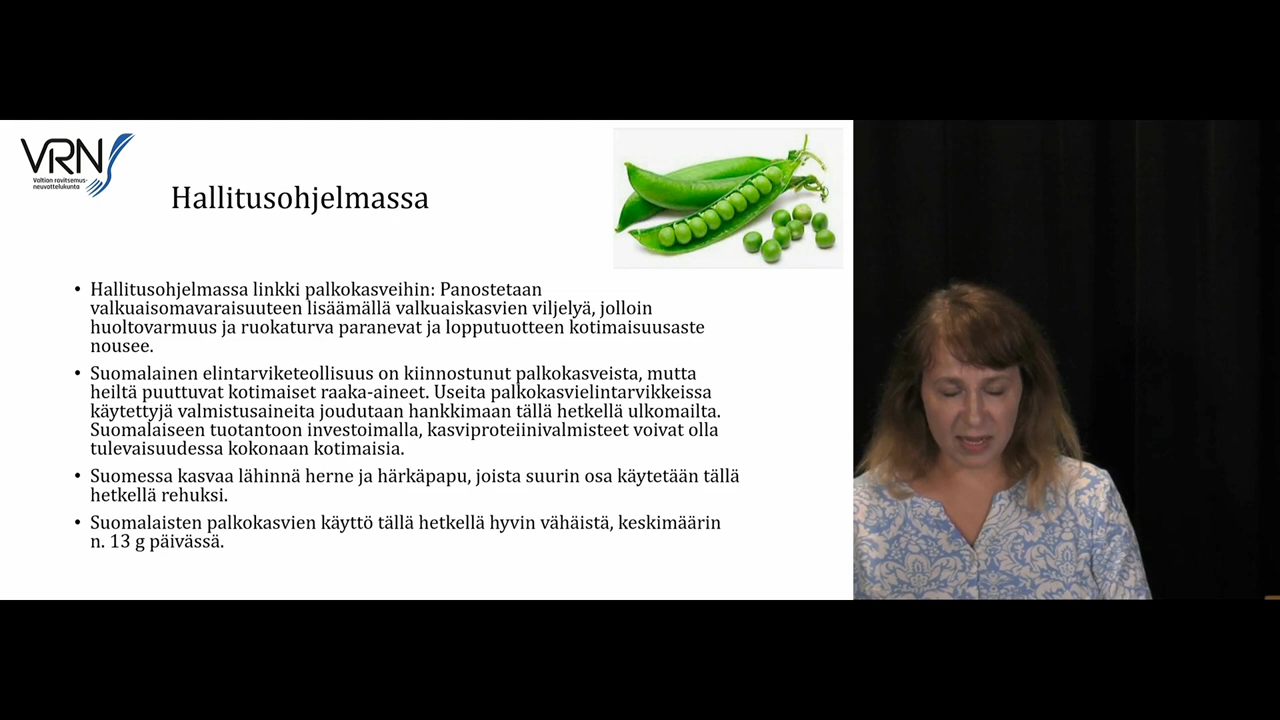 VRN
Valtion ravitsemus-
neuvottelukunta
Hallitusohjelmassa
• Hallitusohjelmassa linkki palkokasveihin: Panostetaan
valkuaisomavaraisuuteen lisäämällä valkuaiskasvien viljelyä, jolloin
huoltovarmuus ja ruokaturva paranevat ja lopputuotteen kotimaisuusaste
nousee.
• Suomalainen elintarviketeollisuus on kiinnostunut palkokasveista, mutta
heiltä puuttuvat kotimaiset raaka-aineet. Useita palkokasvielintarvikkeissa
käytettyjä valmistusaineita joudutaan hankkimaan tällä hetkellä ulkomailta.
Suomalaiseen tuotantoon investoimalla, kasviproteiinivalmisteet voivat olla
tulevaisuudessa kokonaan kotimaisia.
• Suomessa kasvaa lähinnä herne ja härkäpapu, joista suurin osa käytetään tällä
hetkellä rehuksi.
• Suomalaisten palkokasvien käyttö tällä hetkellä hyvin vähäistä, keskimäärin
n. 13 g päivässä.